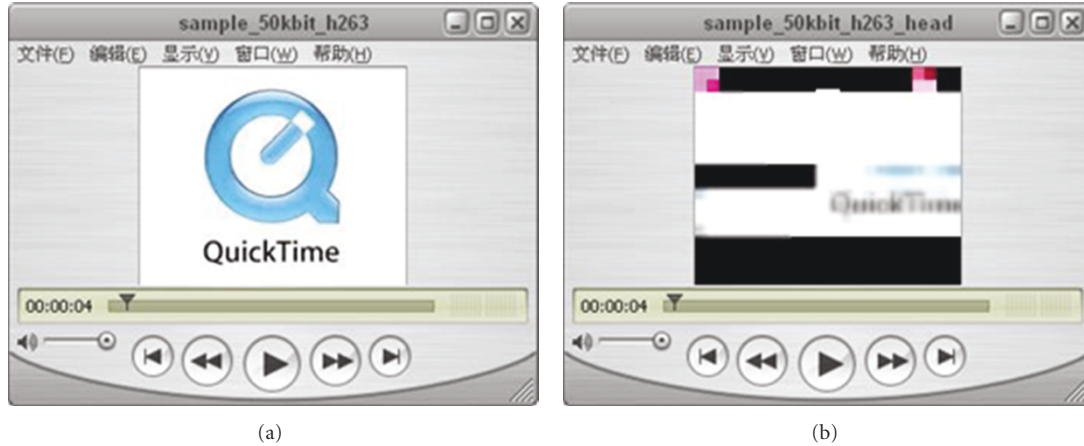 sample_50kbit_h263
文件(F) 编辑(E) 显示(V) 窗口(W) 帮助(H)
QuickTime
00:00:04
(a)
sample_50kbit_h263_head
文件(F) 编辑(E) 显示(V) 窗口(W) 帮助(H)
QuickTime
00:00:04
(b)